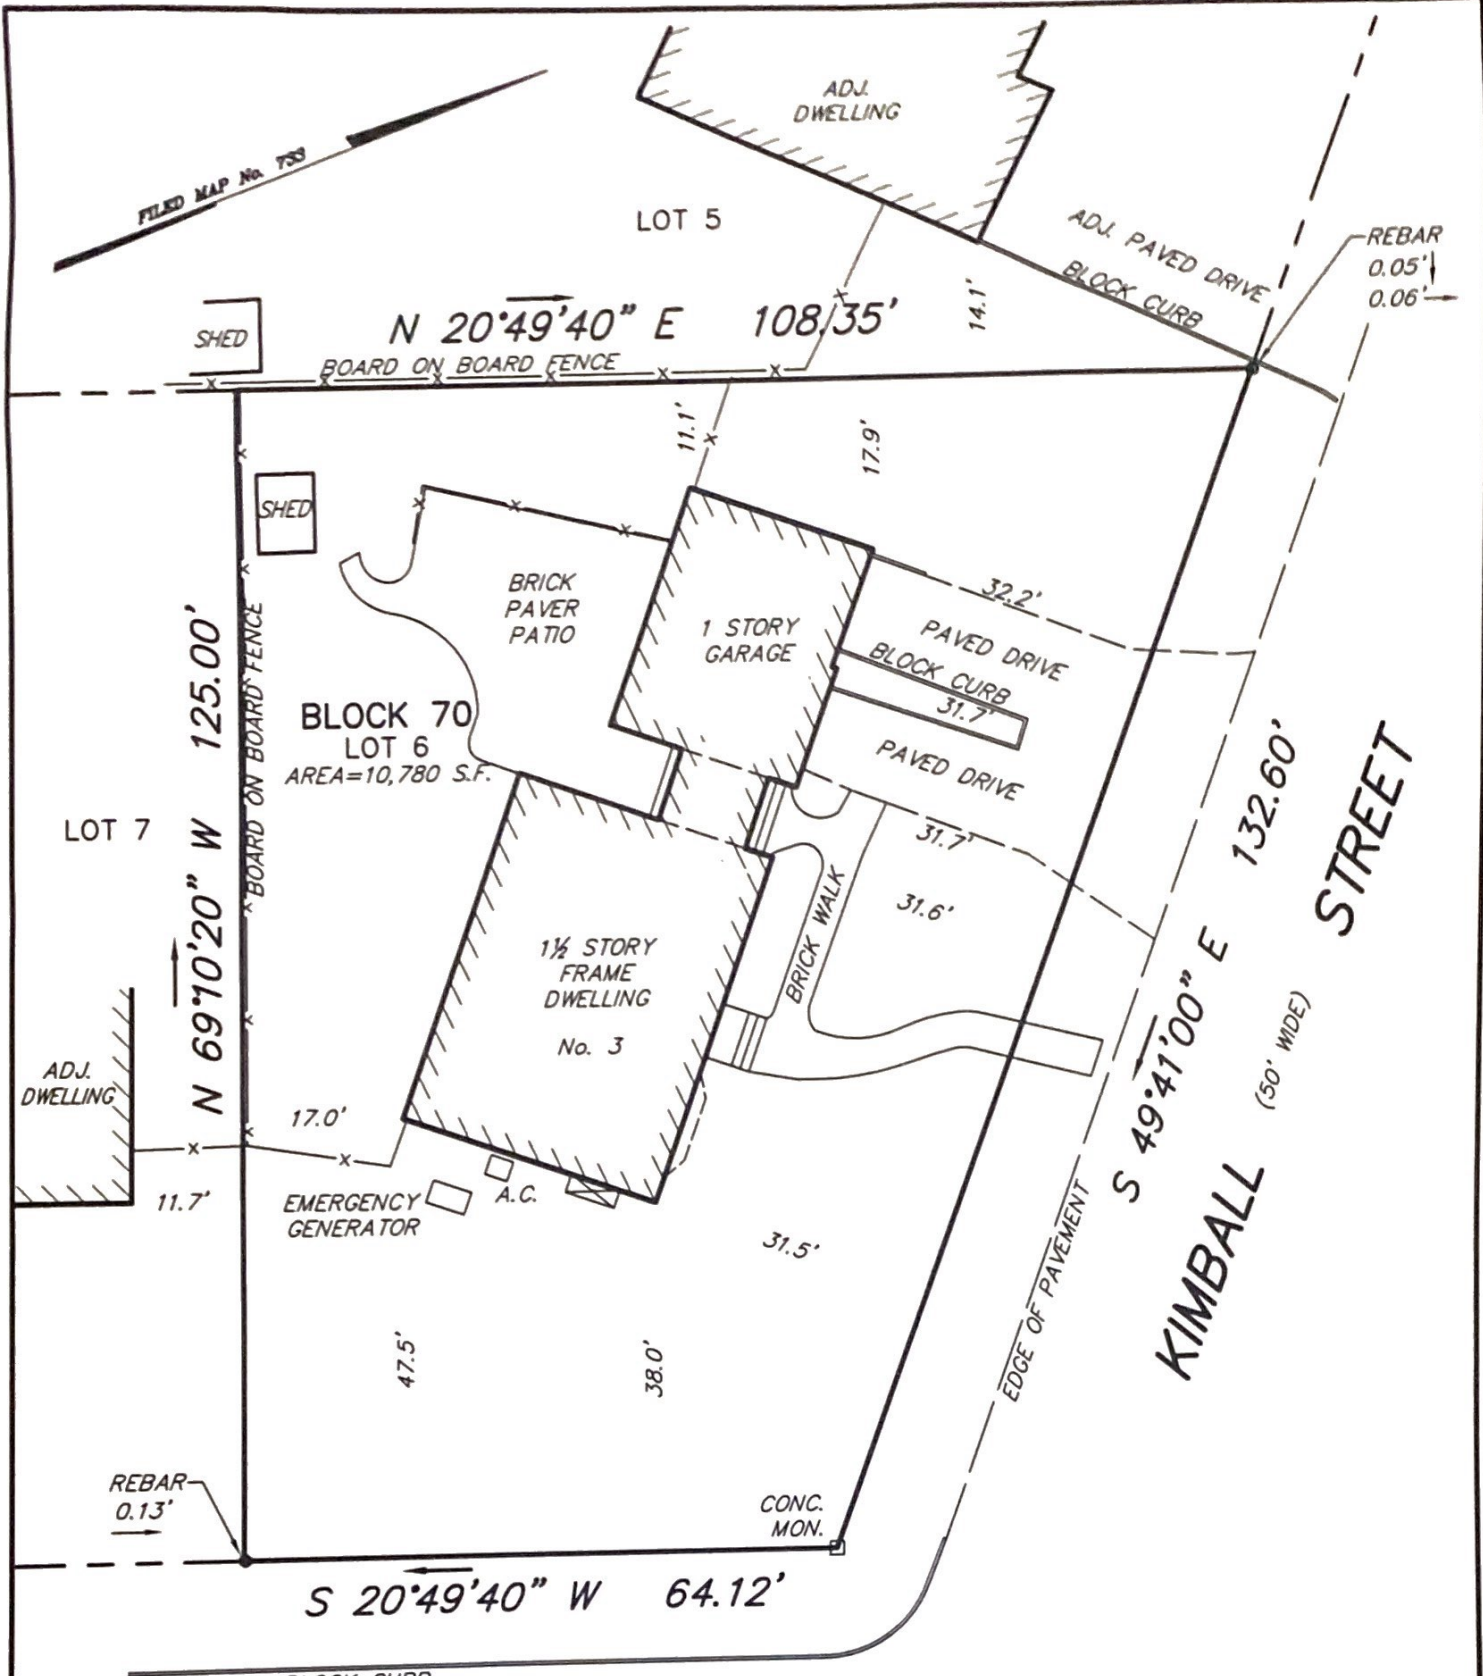 ADJ.
DWELLING
FILED MAP No. 733
LOT 5
ADJ. PAVED DRIVE
BLOCK CURB
REBAR
0.05'
0.06'
14.1'
SHED
N 20°49'40" E 108.35'
BOARD ON BOARD FENCE
11.1'
17.9'
SHED
BRICK
PAVER
PATIO
1 STORY
GARAGE
32.2'
PAVED DRIVE
BLOCK CURB
31.7'
PAVED DRIVE
31.7'
31.6'
BRICK WALK
BLOCK 70
LOT 6
AREA=10,780 S.F.
LOT 7
N 69°10'20" W 125.00'
BOARD ON BOARD FENCE
1½ STORY
FRAME
DWELLING
No. 3
S 49°41'00" E 132.60'
KIMBALL STREET
(50' WIDE)
ADJ.
DWELLING
17.0'
11.7'
EMERGENCY
GENERATOR
A.C.
31.5'
EDGE OF PAVEMENT
47.5'
38.0'
REBAR
0.13'
CONC.
MON.
S 20°49'40" W 64.12'
CURB